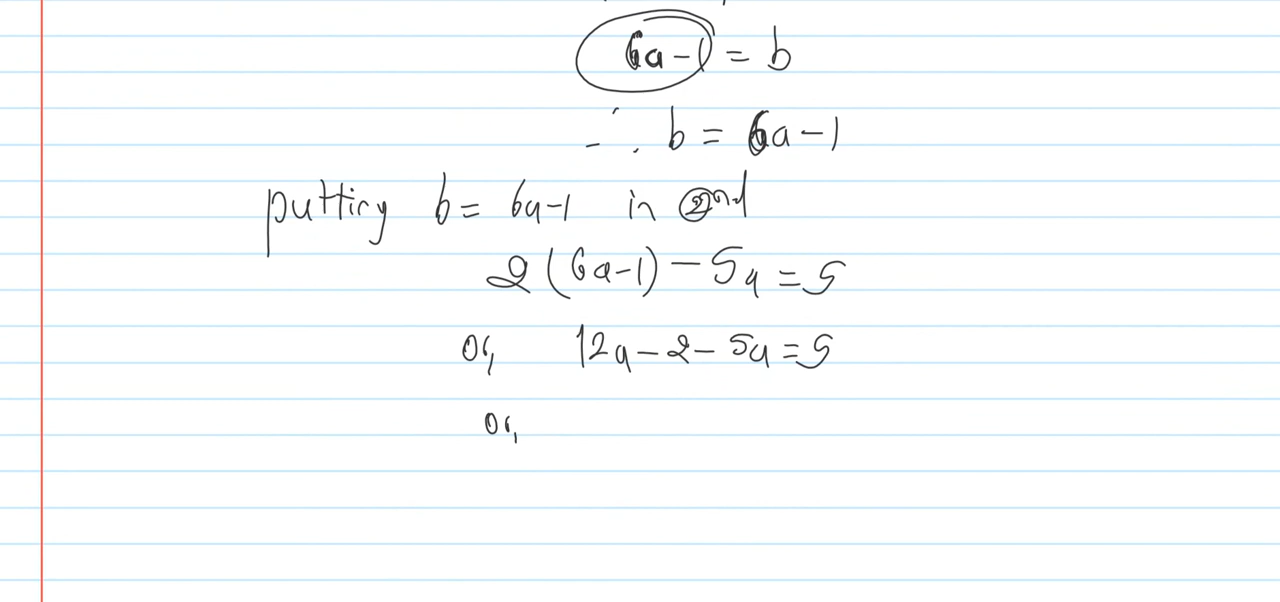 6a-1 = b
∴ b = 6a-1
putting b = 6a-1 in 2nd
2(6a-1) - 5a = 5
or, 12a - 2 - 5a = 5
or,